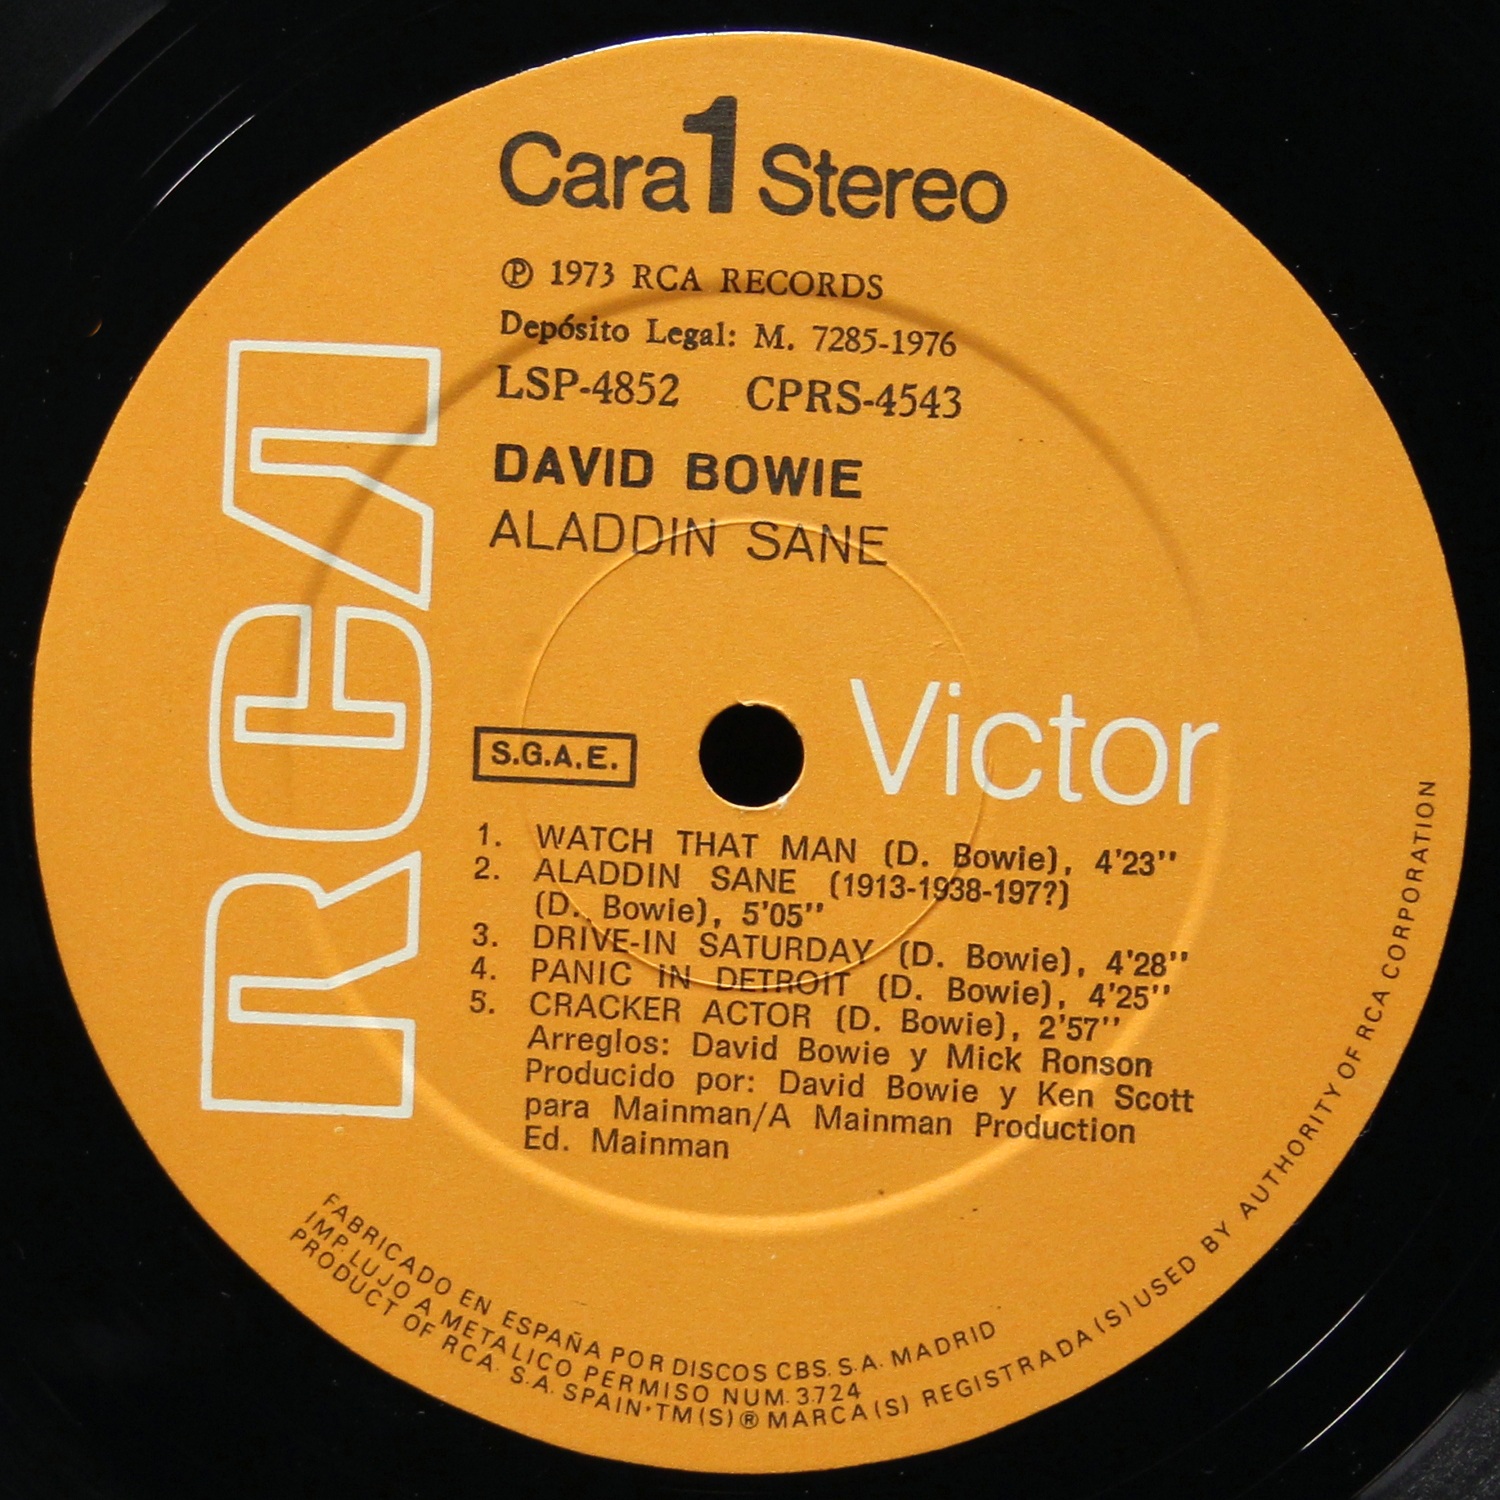 Cara 1 Stereo
℗ 1973 RCA RECORDS
Depósito Legal: M. 7285-1976
LSP-4852 CPRS-4543
DAVID BOWIE
ALADDIN SANE
RCA
Victor
S.G.A.E.
1. WATCH THAT MAN (D. Bowie), 4'23''
2. ALADDIN SANE (1913-1938-197?)
(D. Bowie), 5'05''
3. DRIVE-IN SATURDAY (D. Bowie), 4'28''
4. PANIC IN DETROIT (D. Bowie), 4'25''
5. CRACKER ACTOR (D. Bowie), 2'57''
Arreglos: David Bowie y Mick Ronson
Producido por: David Bowie y Ken Scott
para Mainman/A Mainman Production
Ed. Mainman
FABRICADO EN ESPAÑA POR DISCOS CBS. S.A. MADRID
IMP. LUJO A METALICO PERMISO NUM. 3.724
PRODUCT OF RCA. S.A. SPAIN•TM(S)® MARCA(S) REGISTRADA(S) USED BY AUTHORITY OF RCA CORPORATION